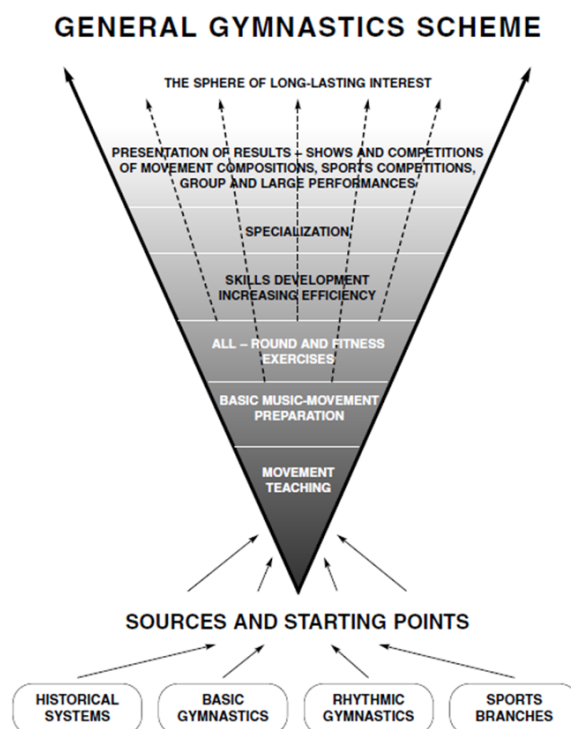 GENERAL GYMNASTICS SCHEME
THE SPHERE OF LONG-LASTING INTEREST
PRESENTATION OF RESULTS – SHOWS AND COMPETITIONS
OF MOVEMENT COMPOSITIONS, SPORTS COMPETITIONS,
GROUP AND LARGE PERFORMANCES
SPECIALIZATION
SKILLS DEVELOPMENT
INCREASING EFFICIENCY
ALL – ROUND AND FITNESS
EXERCISES
BASIC MUSIC-MOVEMENT
PREPARATION
MOVEMENT
TEACHING
SOURCES AND STARTING POINTS
HISTORICAL
SYSTEMS
BASIC
GYMNASTICS
RHYTHMIC
GYMNASTICS
SPORTS
BRANCHES